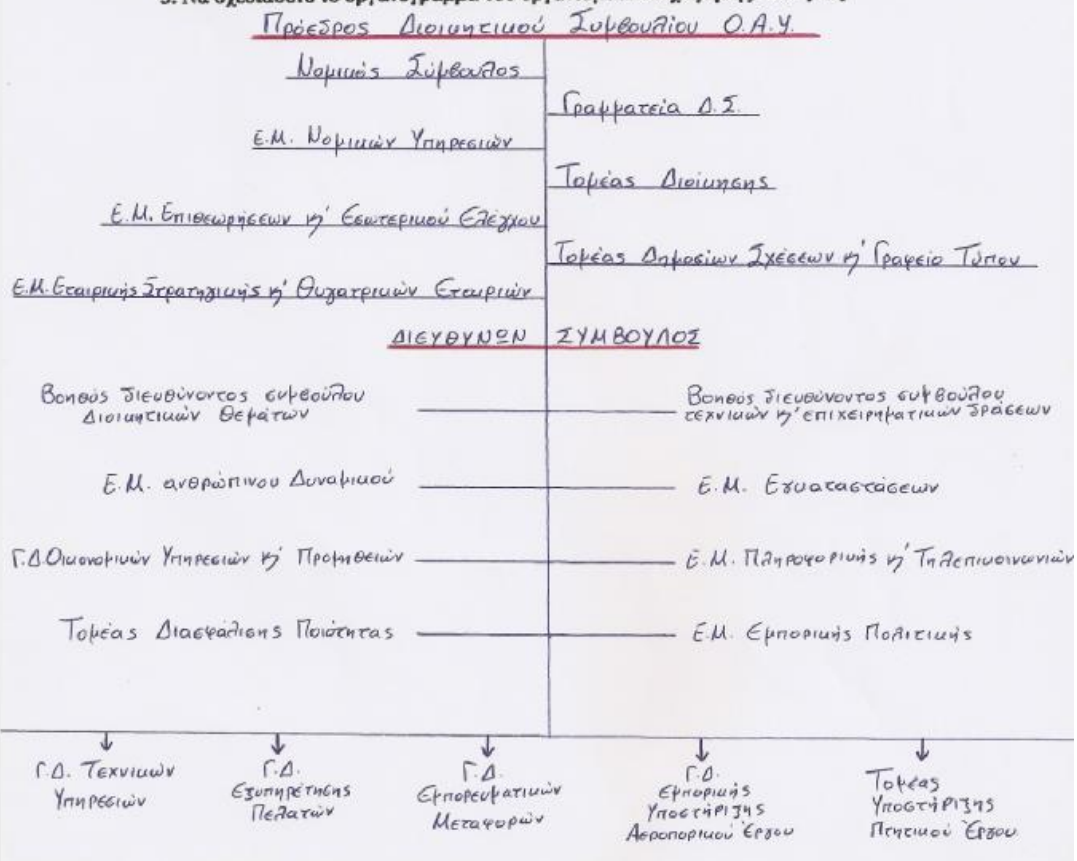 Πρόεδρος Διοικητικού Συμβουλίου Ο.Α.Υ.
Νομικός Σύμβουλος
Γραμματεία Δ.Σ.
Ε.Μ. Νομικών Υπηρεσιών
Τομέας Διοίκησης
Ε.Μ. Επιθεωρήσεων κ' Εσωτερικού Ελέγχου
Τομέας Δημοσίων Σχέσεων κ' Γραφείο Τύπου
Ε.Μ. Εταιρικής Στρατηγικής κ' Θυγατρικών Εταιριών
ΔΙΕΥΘΥΝΩΝ ΣΥΜΒΟΥΛΟΣ
Βοηθός διευθύνοντος συμβούλου
Διοικητικών Θεμάτων
Βοηθός διευθύνοντος συμβούλου
τεχνικών κ' επιχειρηματικών δράσεων
Ε.Μ. ανθρώπινου Δυναμικού
Ε.Μ. Εγκαταστάσεων
Γ.Δ. Οικονομικών Υπηρεσιών κ' Προμηθειών
Ε.Μ. Πληροφορικής κ' Τηλεπικοινωνιών
Τομέας Διασφάλισης Ποιότητας
Ε.Μ. Εμπορικής Πολιτικής
Γ.Δ. Τεχνικών
Υπηρεσιών
Γ.Δ.
Εξυπηρέτησης
Πελατών
Γ.Δ.
Εμπορευματικών
Μεταφορών
Γ.Δ.
Εμπορικής
Υποστήριξης
Αεροπορικού Έργου
Τομέας
Υποστήριξης
Πτητικού Έργου